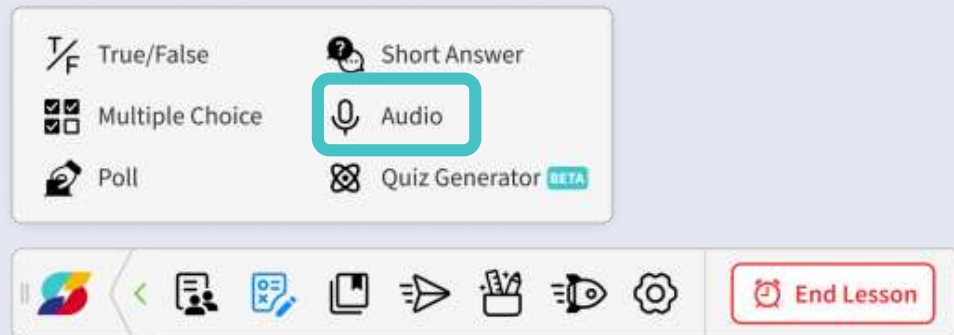 T/F True/False
Short Answer
Multiple Choice
Audio
Poll
Quiz Generator BETA
End Lesson